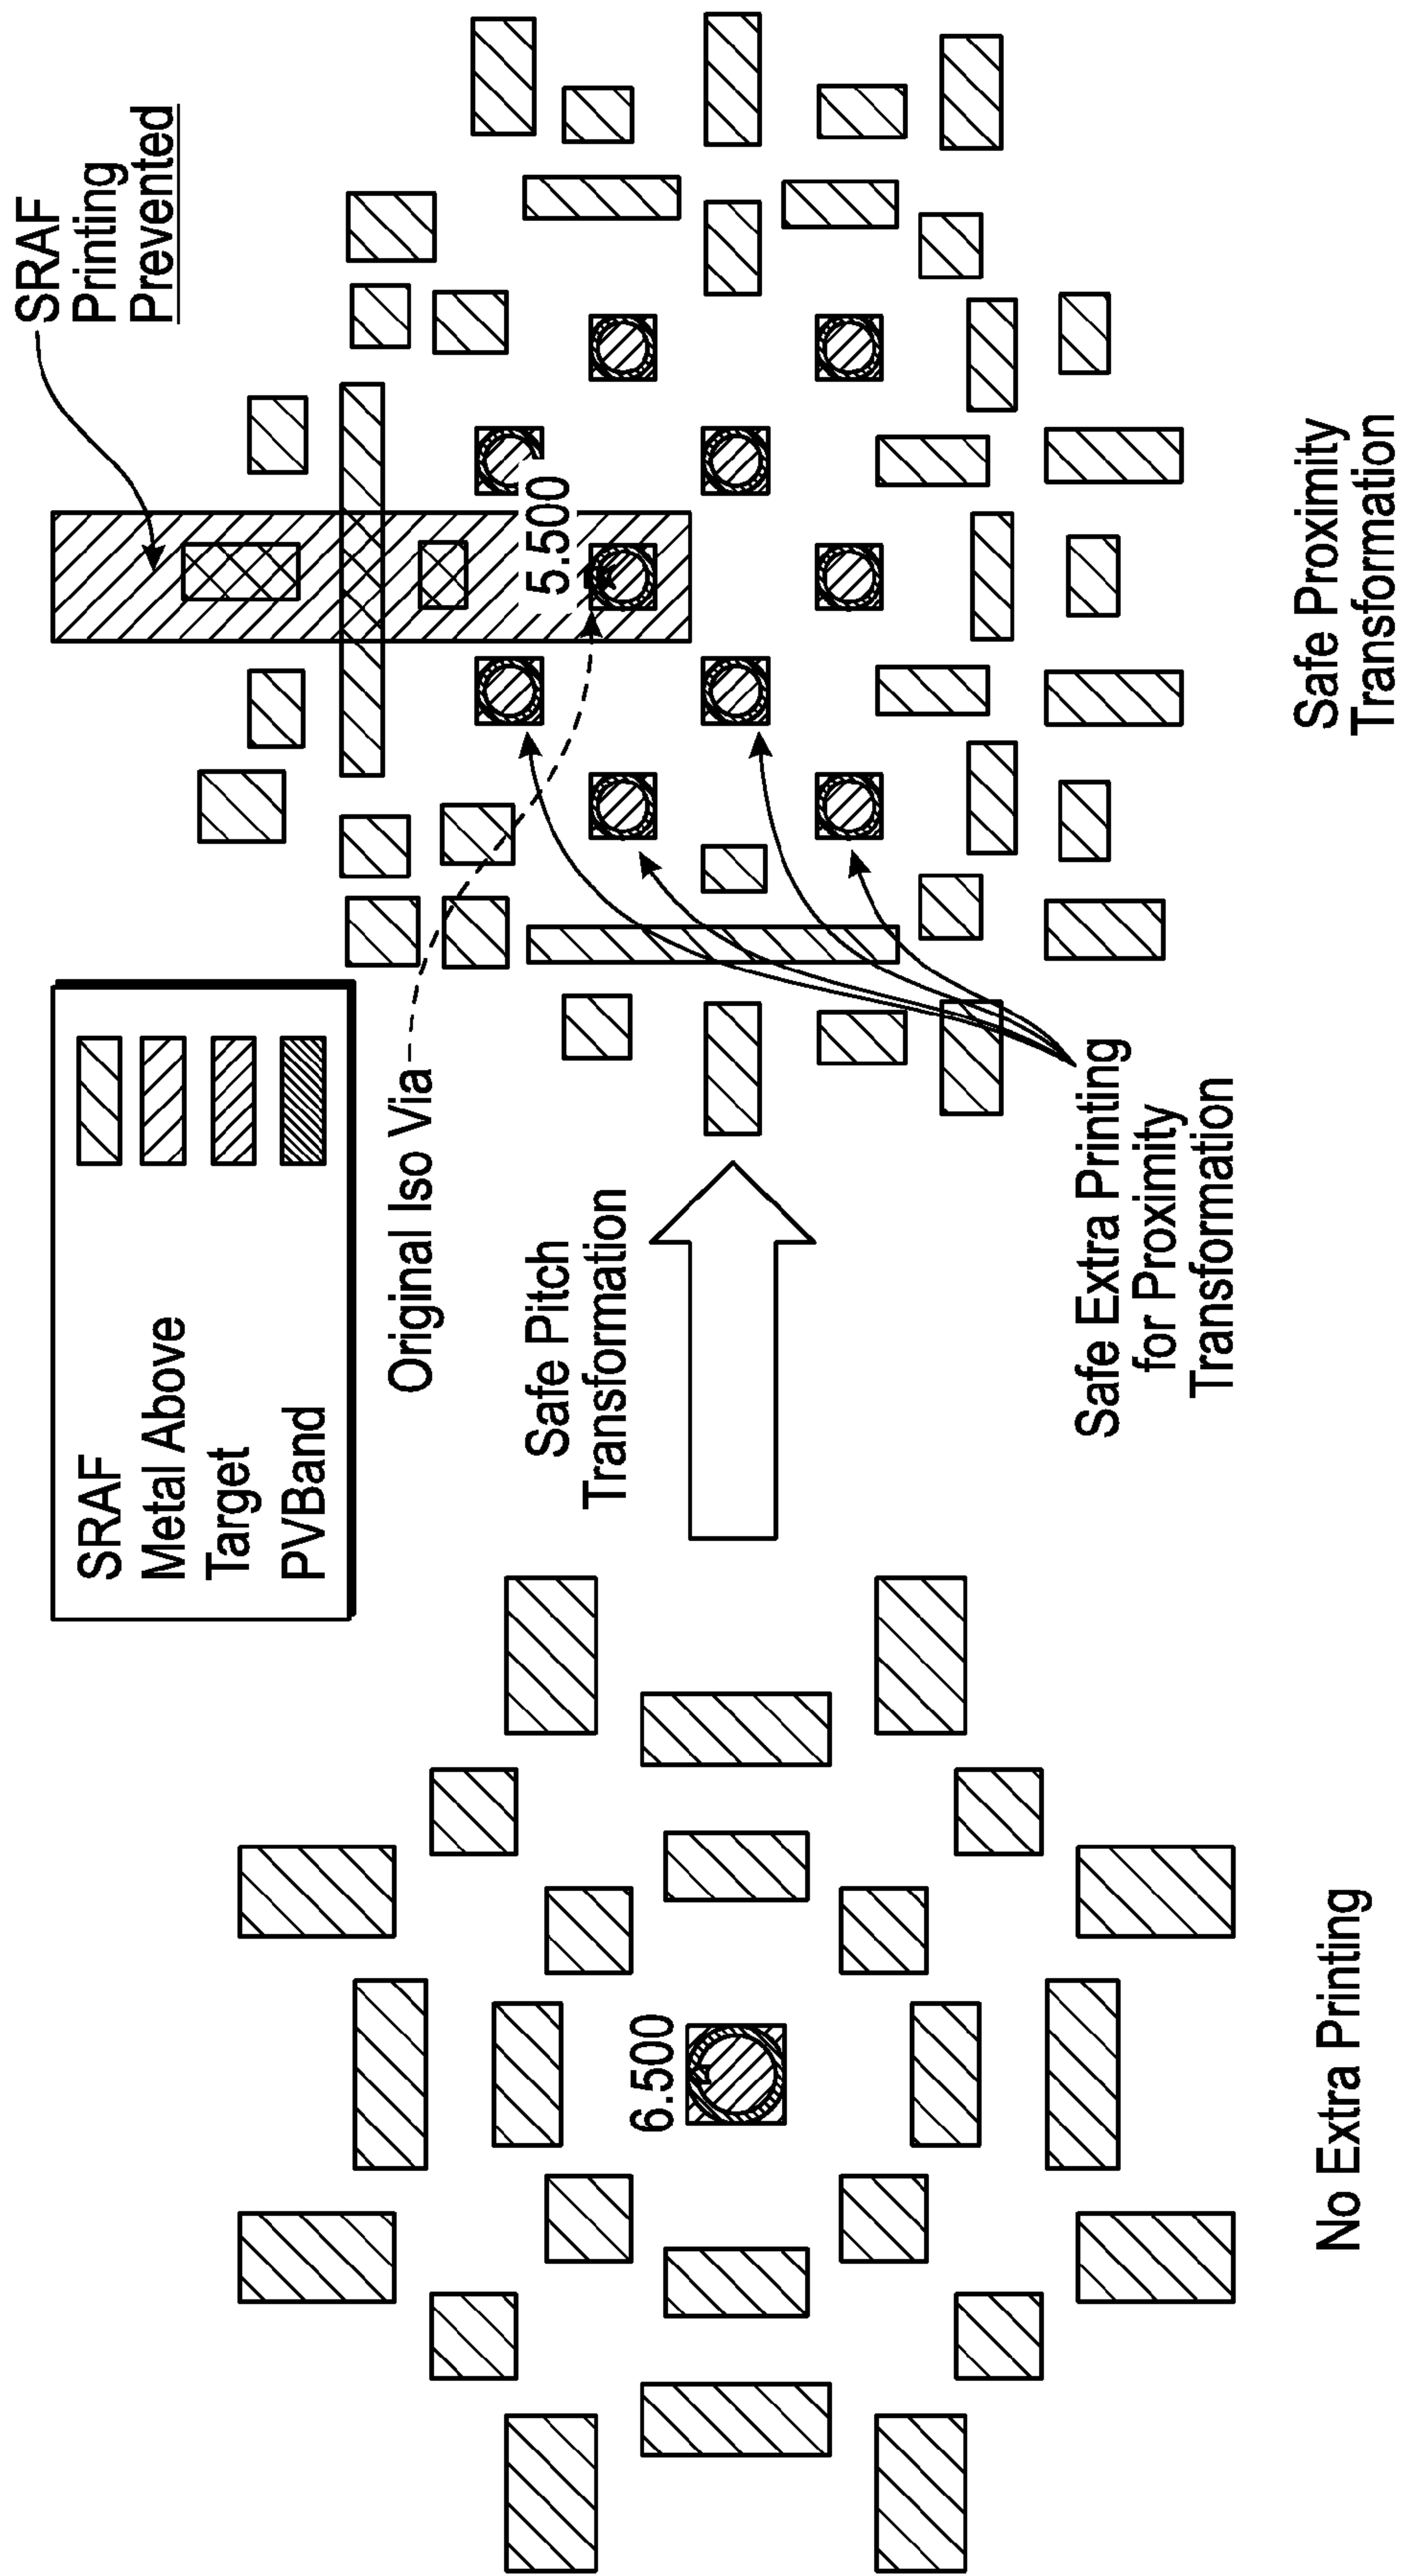 SRAF
Metal Above
Target
PVBand
SRAF
Printing
Prevented
Original Iso Via
Safe Pitch
Transformation
6.500
5.500
Safe Extra Printing
for Proximity
Transformation
No Extra Printing
Safe Proximity
Transformation